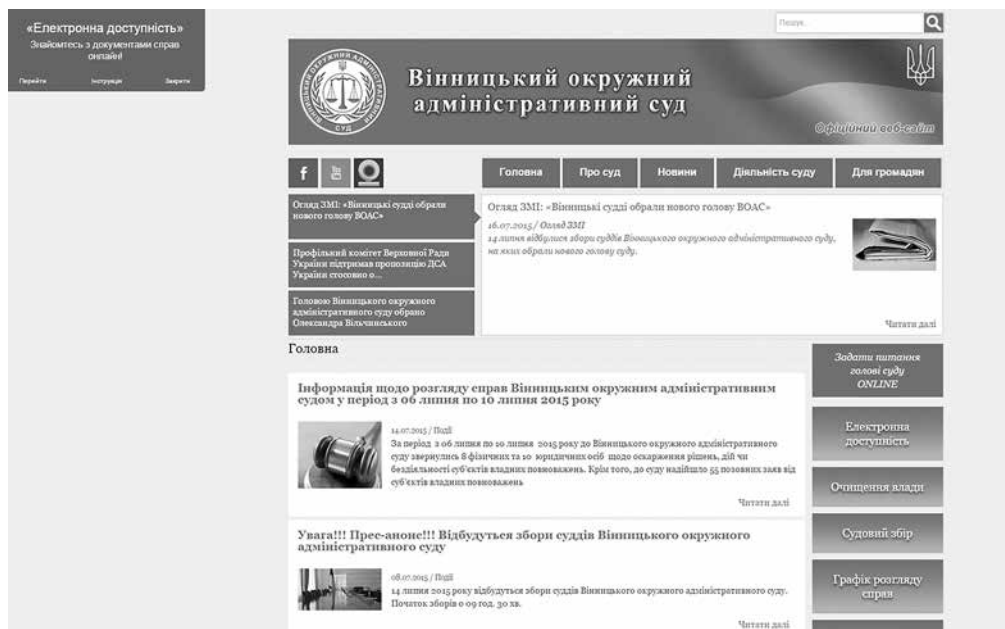 «Електронна доступність»
Знайомтесь з документами справ
онлайн!
Перейти Інструкція Закрити
Пошук...
ВІННИЦЬКИЙ ОКРУЖНИЙ АДМІНІСТРАТИВНИЙ
СУД
Вінницький окружний
адміністративний суд
Офіційний веб-сайт
f You
Головна Про суд Новини Діяльність суду Для громадян
Огляд ЗМІ: «Вінницькі судді обрали
нового голову ВОАС»
Профільний комітет Верховної Ради
України підтримав пропозицію ДСА
України стосовно о...
Головою Вінницького окружного
адміністративного суду обрано
Олександра Вільчинського
Огляд ЗМІ: «Вінницькі судді обрали нового голову ВОАС»
16.07.2015 / Огляд ЗМІ
14 липня відбулися збори суддів Вінницького окружного адміністративного суду,
на яких обрали нового голову суду.
Читати далі
Головна
Інформація щодо розгляду справ Вінницьким окружним адміністративним
судом у період з 06 липня по 10 липня 2015 року
14.07.2015 / Події
За період з 06 липня по 10 липня 2015 року до Вінницького окружного адміністративного
суду звернулись 8 фізичних та 10 юридичних осіб щодо оскарження рішень, дій чи
бездіяльності суб'єктів владних повноважень. Крім того, до суду надійшло 55 позовних заяв від
суб'єктів владних повноважень
Читати далі
Увага!!! Прес-анонс!!! Відбудуться збори суддів Вінницького окружного
адміністративного суду
08.07.2015 / Події
14 липня 2015 року відбудуться збори суддів Вінницького окружного адміністративного суду.
Початок зборів о 09 год. 30 хв.
Читати далі
Задати питання
голові суду
ONLINE
Електронна
доступність
Очищення влади
Судовий збір
Графік розгляду
справ